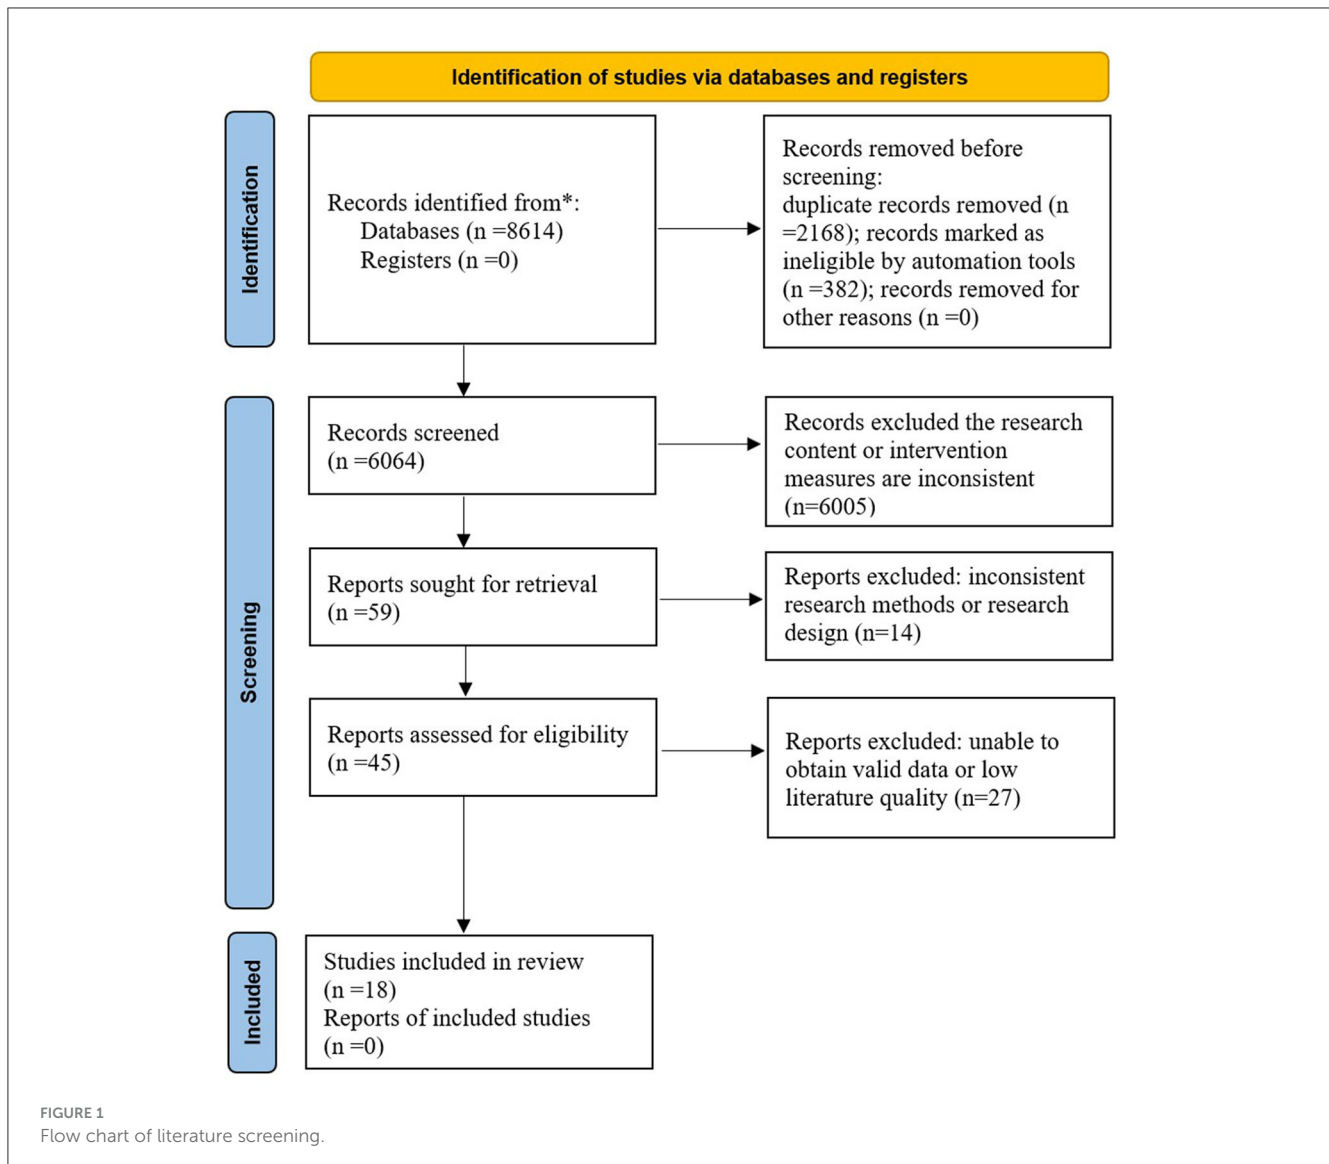 Identification of studies via databases and registers
Identification
Records identified from*:
Databases (n =8614)
Registers (n =0)
Records removed before
screening:
duplicate records removed (n
=2168); records marked as
ineligible by automation tools
(n =382); records removed for
other reasons (n =0)
Screening
Records screened
(n =6064)
Records excluded the research
content or intervention
measures are inconsistent
(n=6005)
Reports sought for retrieval
(n =59)
Reports excluded: inconsistent
research methods or research
design (n=14)
Reports assessed for eligibility
(n =45)
Reports excluded: unable to
obtain valid data or low
literature quality (n=27)
Included
Studies included in review
(n =18)
Reports of included studies
(n =0)
FIGURE 1
Flow chart of literature screening.